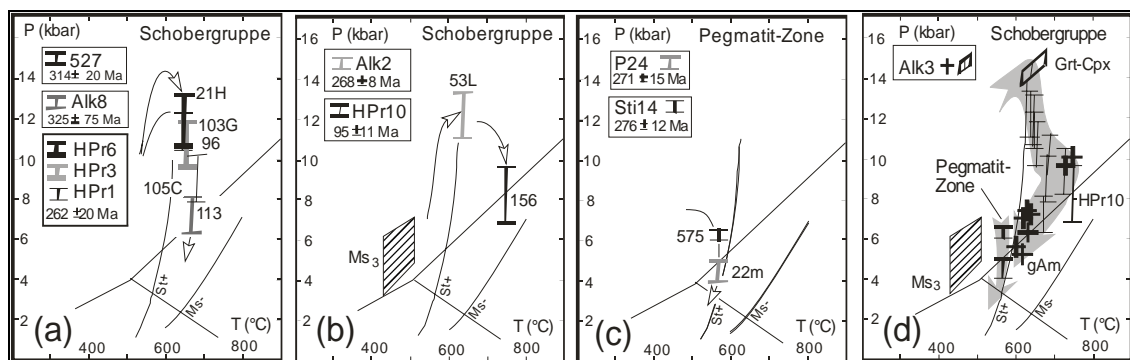 P (kbar)
Schobergruppe
527
314± 20 Ma
Alk8
325± 75 Ma
HPr6
HPr3
HPr1
262 ±20 Ma
14
12
10
8
6
4
2
21H
103G
96
105C
113
(a)
St+
Ms-
T (°C)
400
600
800
P (kbar)
Schobergruppe
Alk2
268±8 Ma
HPr10
95 ±11 Ma
14
12
10
8
6
4
2
53L
156
Ms3
(b)
St+
Ms-
T (°C)
400
600
800
P (kbar)
Pegmatit-Zone
P24
271±15 Ma
Sti14
276± 12 Ma
14
12
10
8
6
4
2
575
22m
(c)
St+
Ms-
T (°C)
400
600
800
P (kbar)
Schobergruppe
Alk3
Grt-Cpx
14
12
10
8
6
4
2
Pegmatit-
Zone
HPr10
Ms3
gAm
(d)
St+
Ms-
T (°C)
400
600
800